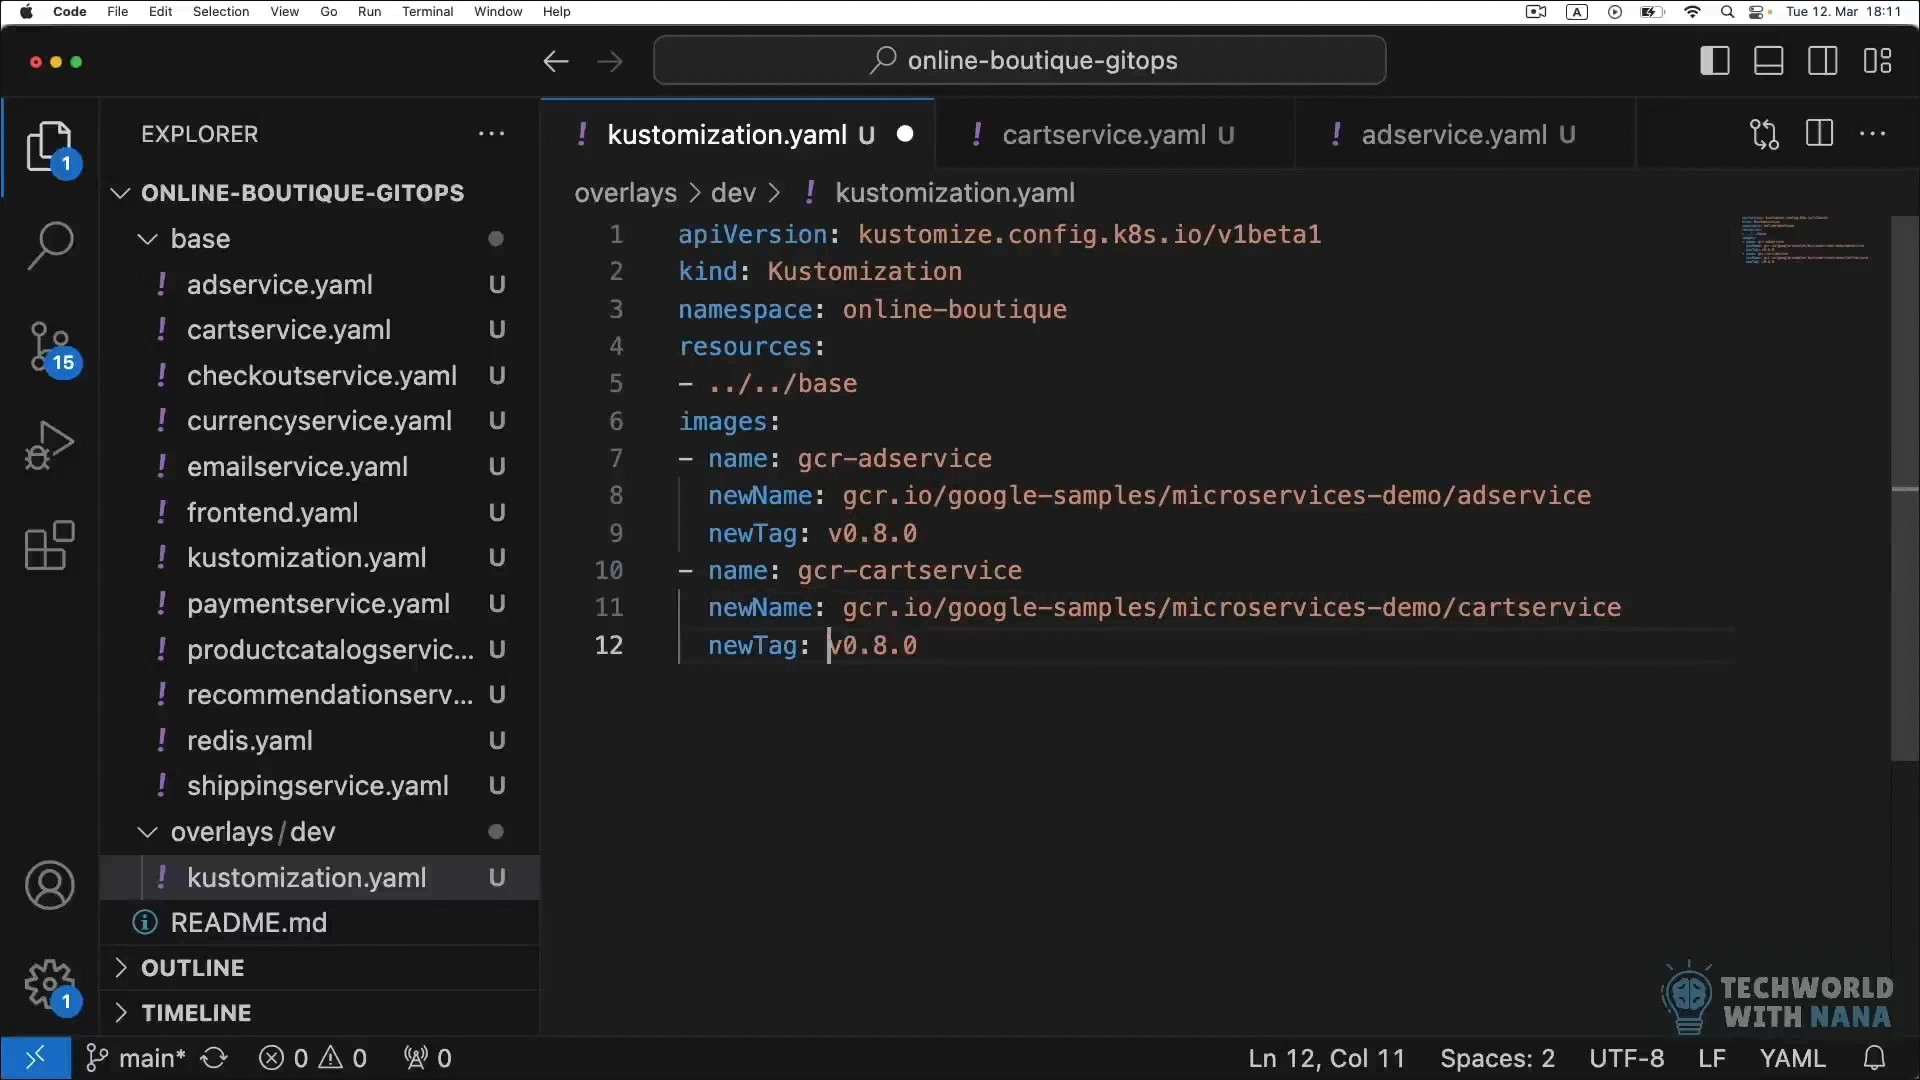 Code File Edit Selection View Go Run Terminal Window Help
A
Tue 12. Mar 18:11
online-boutique-gitops
EXPLORER
1
ONLINE-BOUTIQUE-GITOPS
base
adservice.yaml U
cartservice.yaml U
15
checkoutservice.yaml U
currencyservice.yaml U
emailservice.yaml U
frontend.yaml U
kustomization.yaml U
paymentservice.yaml U
productcatalogservic... U
recommendationserv... U
redis.yaml U
shippingservice.yaml U
overlays/dev
kustomization.yaml U
README.md
OUTLINE
1
TIMELINE
! kustomization.yaml U
! cartservice.yaml U
! adservice.yaml U
overlays > dev > ! kustomization.yaml
1 apiVersion: kustomize.config.k8s.io/v1beta1
2 kind: Kustomization
3 namespace: online-boutique
4 resources:
5 - ../../base
6 images:
7 - name: gcr-adservice
8 newName: gcr.io/google-samples/microservices-demo/adservice
9 newTag: v0.8.0
10 - name: gcr-cartservice
11 newName: gcr.io/google-samples/microservices-demo/cartservice
12 newTag: v0.8.0
TECHWORLD
WITH NANA
main* 0 0 0
Ln 12, Col 11 Spaces: 2 UTF-8 LF YAML